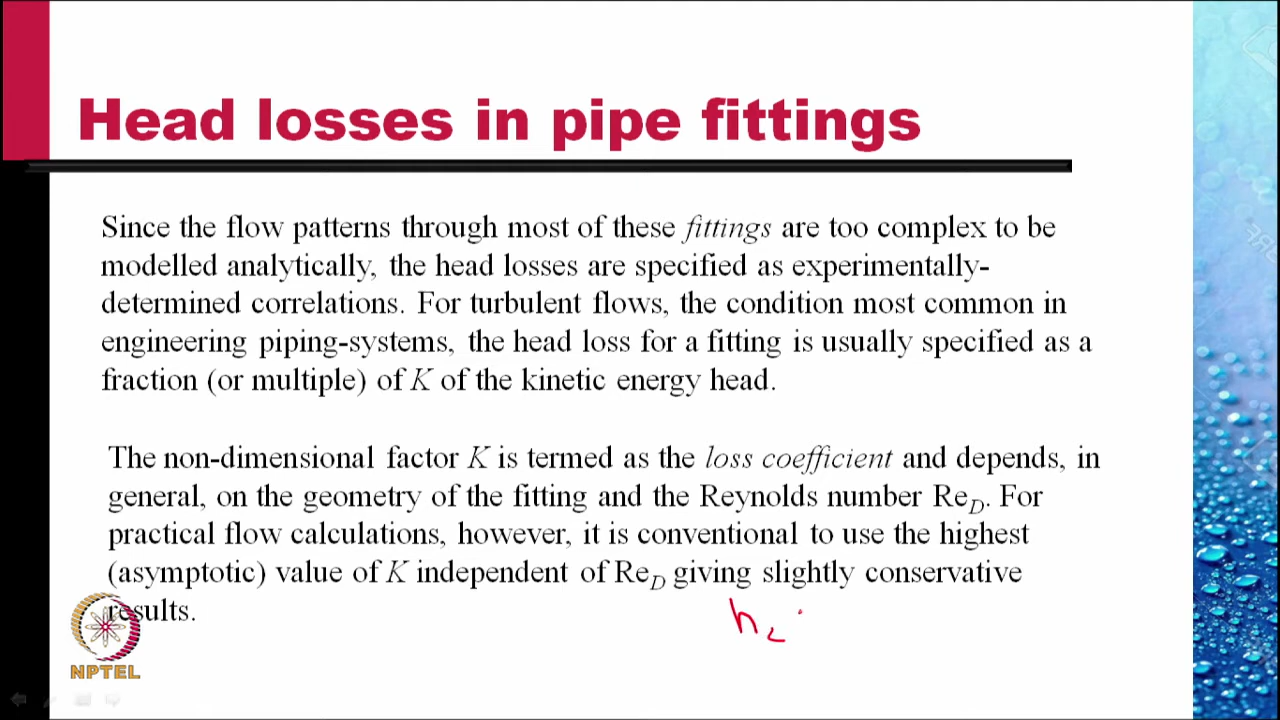 Head losses in pipe fittings
Since the flow patterns through most of these fittings are too complex to be
modelled analytically, the head losses are specified as experimentally-
determined correlations. For turbulent flows, the condition most common in
engineering piping-systems, the head loss for a fitting is usually specified as a
fraction (or multiple) of K of the kinetic energy head.
The non-dimensional factor K is termed as the loss coefficient and depends, in
general, on the geometry of the fitting and the Reynolds number Re_D. For
practical flow calculations, however, it is conventional to use the highest
(asymptotic) value of K independent of Re_D giving slightly conservative
results.
h_L
NPTEL